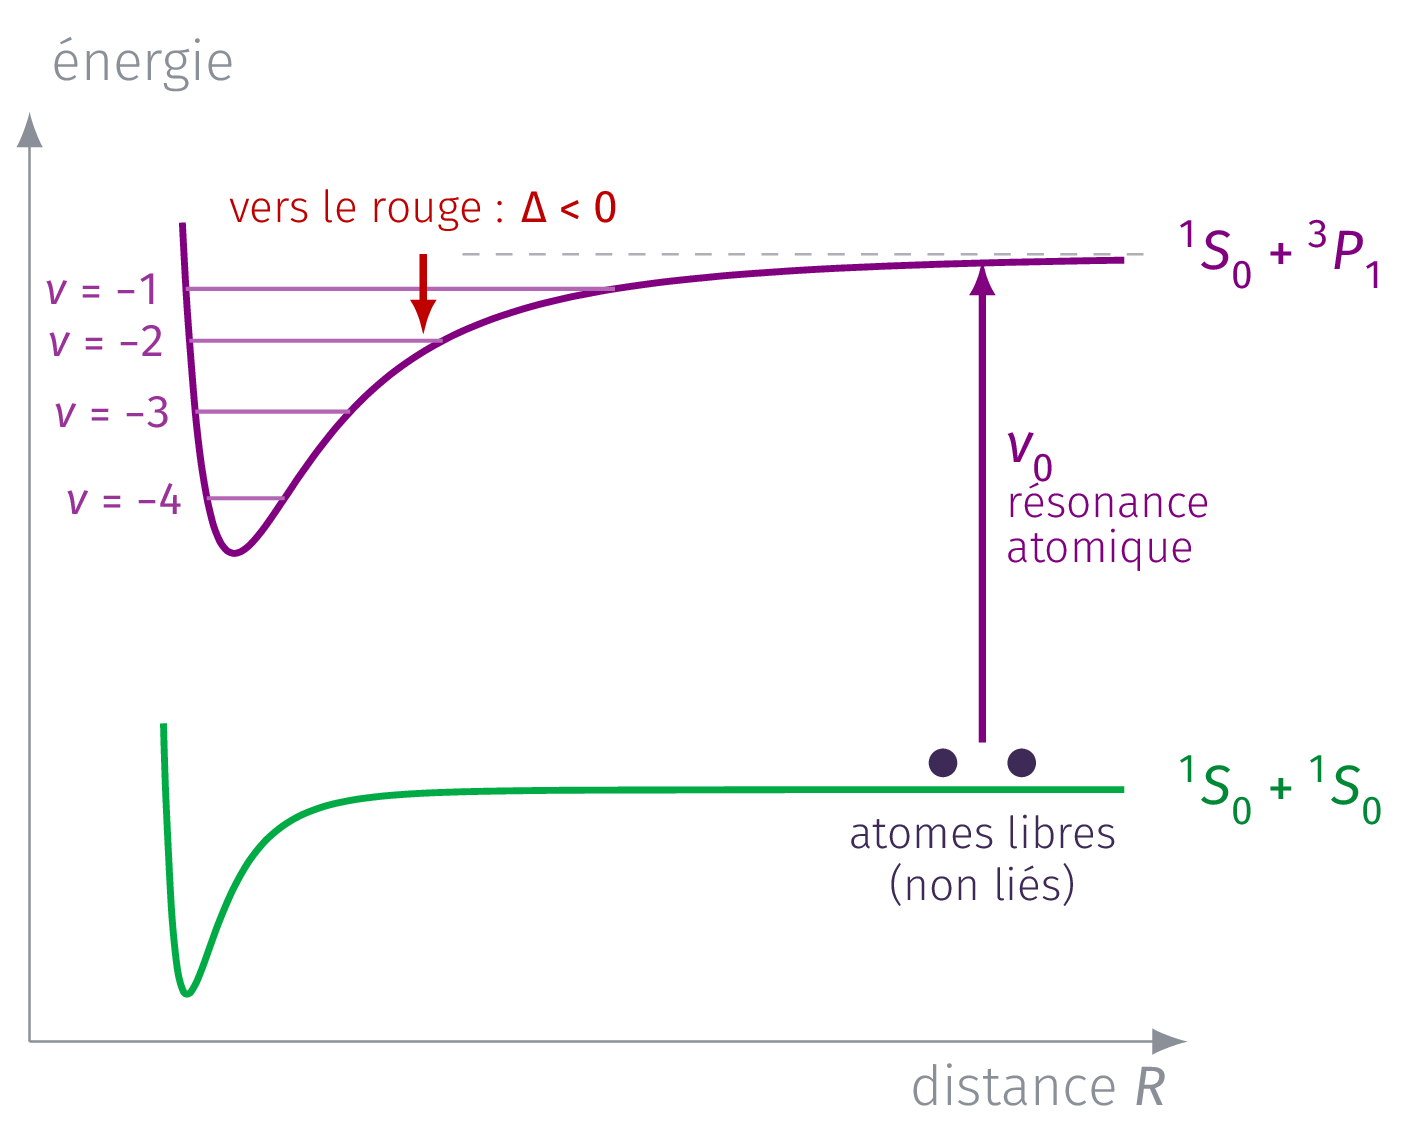 énergie
vers le rouge : Δ < 0
¹S₀ + ³P₁
v = −1
v = −2
v = −3
v = −4
ν₀
résonance
atomique
¹S₀ + ¹S₀
atomes libres
(non liés)
distance R